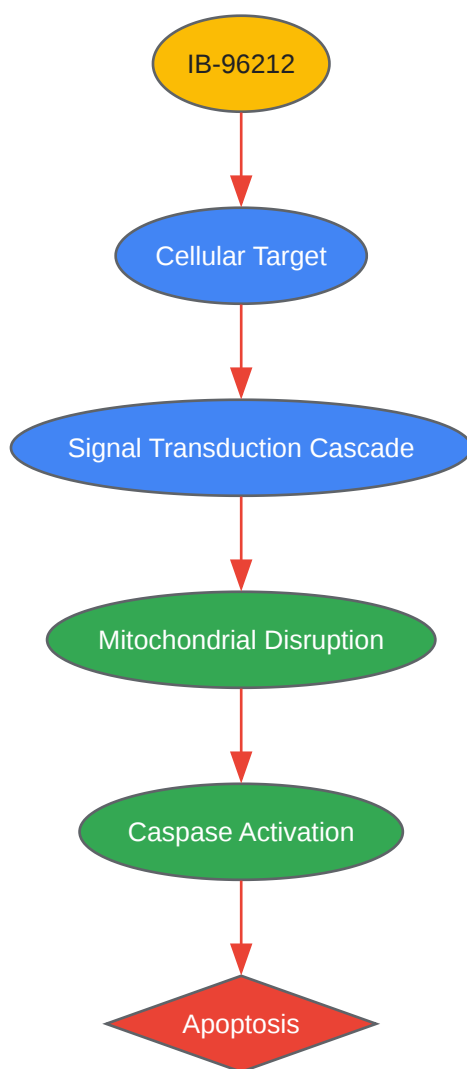 IB-96212
Cellular Target
Signal Transduction Cascade
Mitochondrial Disruption
Caspase Activation
Apoptosis